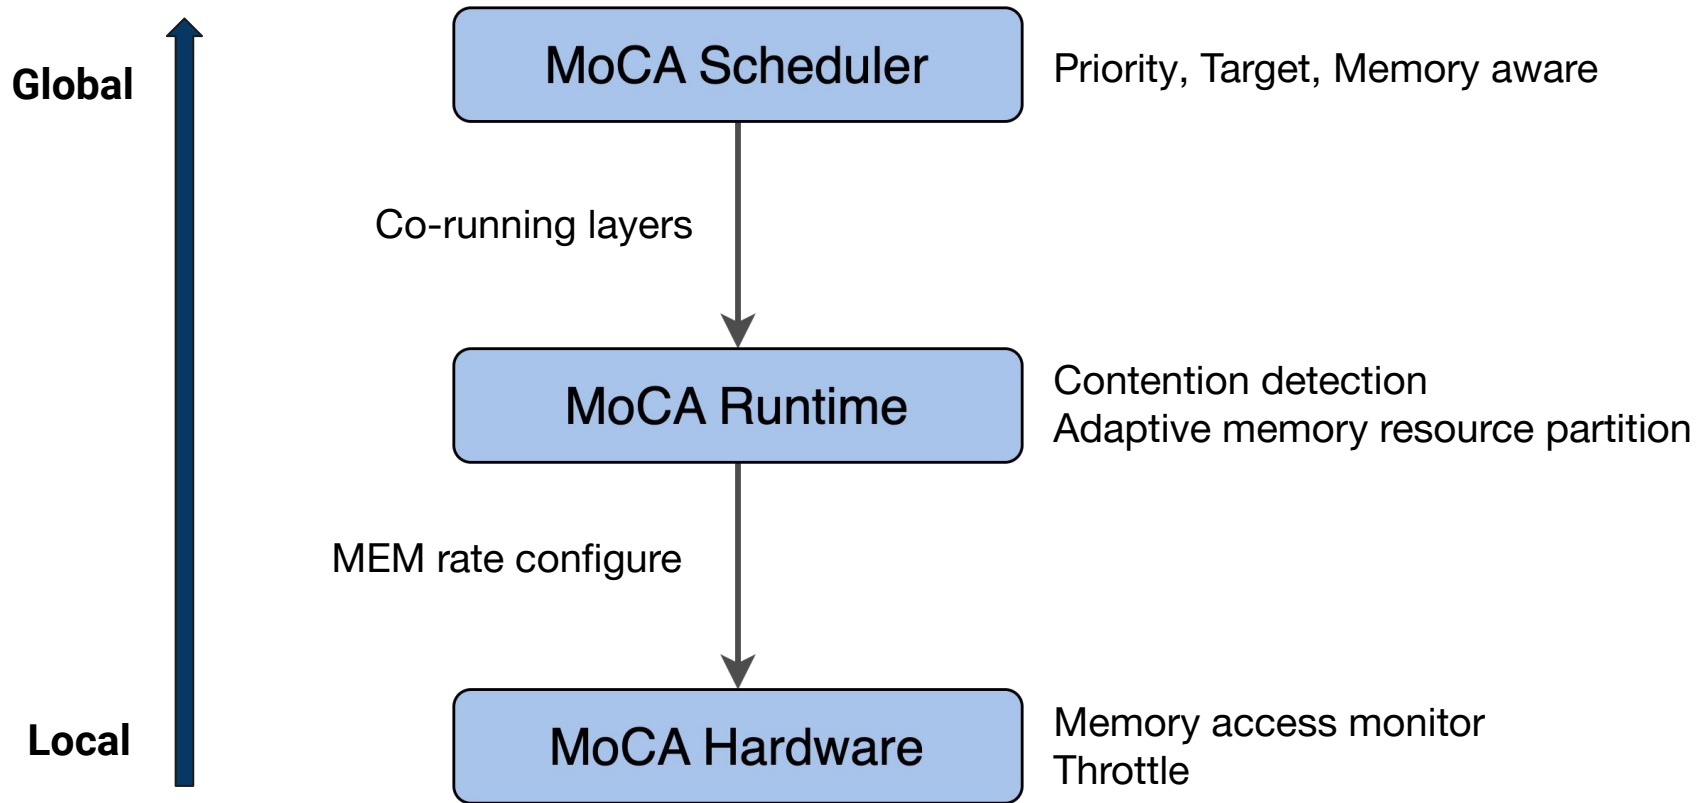 Global
MoCA Scheduler
Priority, Target, Memory aware
Co-running layers
MoCA Runtime
Contention detection
Adaptive memory resource partition
MEM rate configure
Local
MoCA Hardware
Memory access monitor
Throttle